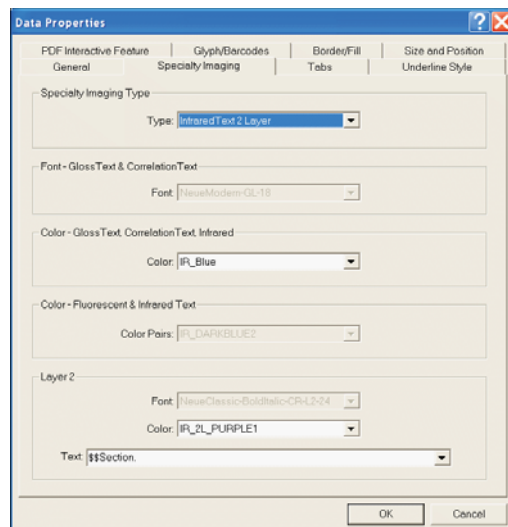 Data Properties
PDF Interactive Feature Glyph/Barcodes Border/Fill Size and Position
General Specialty Imaging Tabs Underline Style
Specialty Imaging Type
Type: InfraredText 2 Layer
Font - GlossText & CorrelationText
Font: NeueModern-GL-18
Color - GlossText, CorrelationText, Infrared
Color: IR_Blue
Color - Fluorescent & Infrared Text
Color Pairs: IR_DARKBLUE2
Layer 2
Font: NeueClassic-BoldItalic-CR-L2-24
Color: IR_2L_PURPLE1
Text: $$Section.
OK Cancel